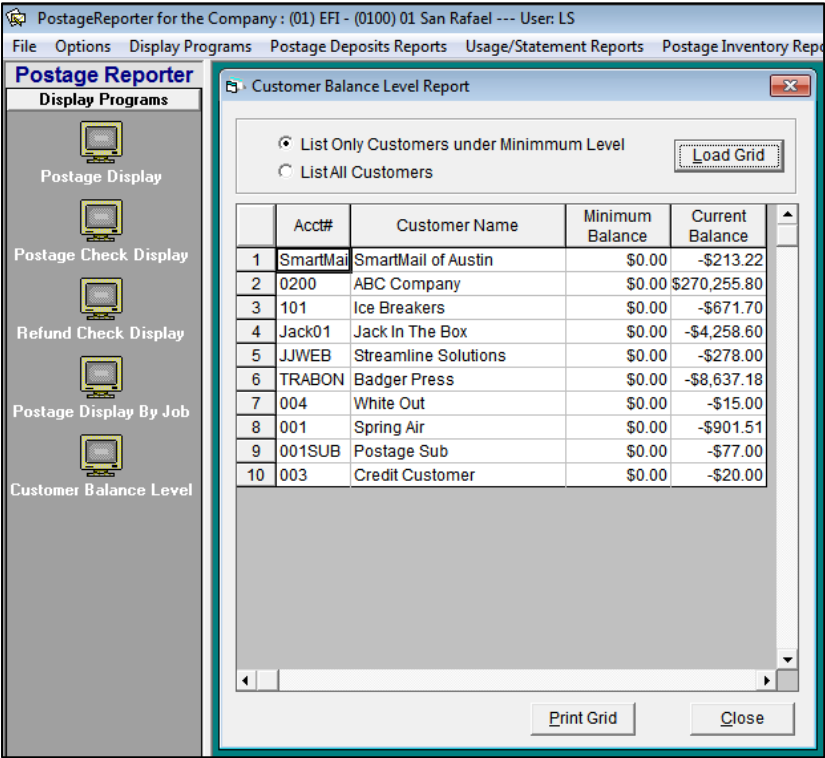 PostageReporter for the Company : (01) EFI - (0100) 01 San Rafael --- User: LS
File Options Display Programs Postage Deposits Reports Usage/Statement Reports Postage Inventory Repo
Postage Reporter
Display Programs
Postage Display
Postage Check Display
Refund Check Display
Postage Display By Job
Customer Balance Level
Customer Balance Level Report
List Only Customers under Minimmum Level
List All Customers
Load Grid
Acct# Customer Name Minimum Balance Current Balance
1 SmartMai SmartMail of Austin $0.00 -$213.22
2 0200 ABC Company $0.00 $270,255.80
3 101 Ice Breakers $0.00 -$671.70
4 Jack01 Jack In The Box $0.00 -$4,258.60
5 JJWEB Streamline Solutions $0.00 -$278.00
6 TRABON Badger Press $0.00 -$8,637.18
7 004 White Out $0.00 -$15.00
8 001 Spring Air $0.00 -$901.51
9 001SUB Postage Sub $0.00 -$77.00
10 003 Credit Customer $0.00 -$20.00
Print Grid Close